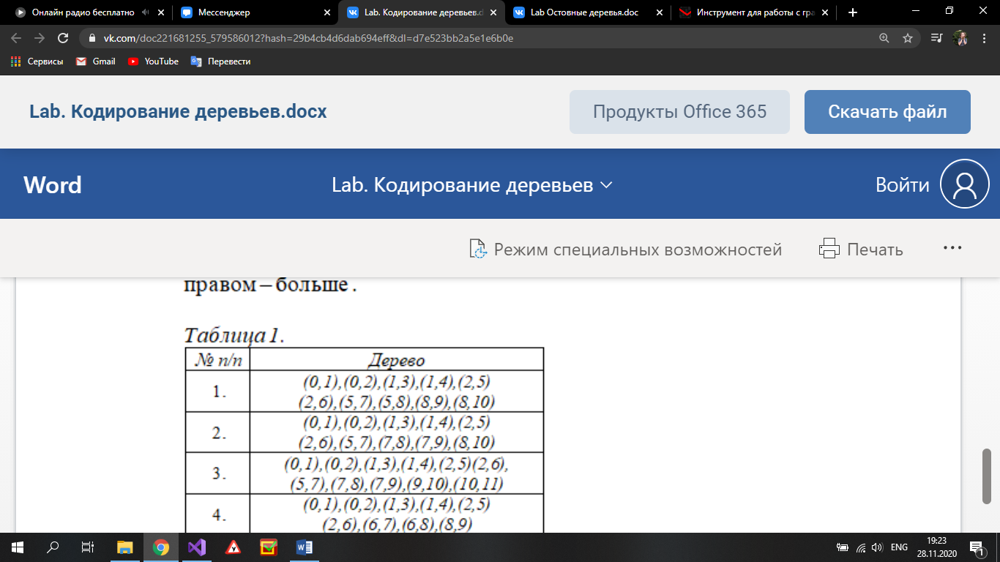 Онлайн радио бесплатно
Мессенджер
Lab. Кодирование деревьев.d
Lab Остовные деревья.doc
Инструмент для работы с гра
vk.com/doc221681255_579586012?hash=29b4cb4d6dab694eff&dl=d7e523bb2a5e1e6b0e
Сервисы Gmail YouTube Перевести
Lab. Кодирование деревьев.docx
Продукты Office 365
Скачать файл
Word
Lab. Кодирование деревьев
Войти
Режим специальных возможностей
Печать
правом – больше .
Таблица 1.
№ п/п Дерево
1.
(0,1),(0,2),(1,3),(1,4),(2,5)
(2,6),(5,7),(5,8),(8,9),(8,10)
2.
(0,1),(0,2),(1,3),(1,4),(2,5)
(2,6),(5,7),(7,8),(7,9),(8,10)
3.
(0,1),(0,2),(1,3),(1,4),(2,5)(2,6),
(5,7),(7,8),(7,9),(9,10),(10,11)
4.
(0,1),(0,2),(1,3),(1,4),(2,5)
(2,6),(6,7),(6,8),(8,9)
ENG
19:23
28.11.2020
1